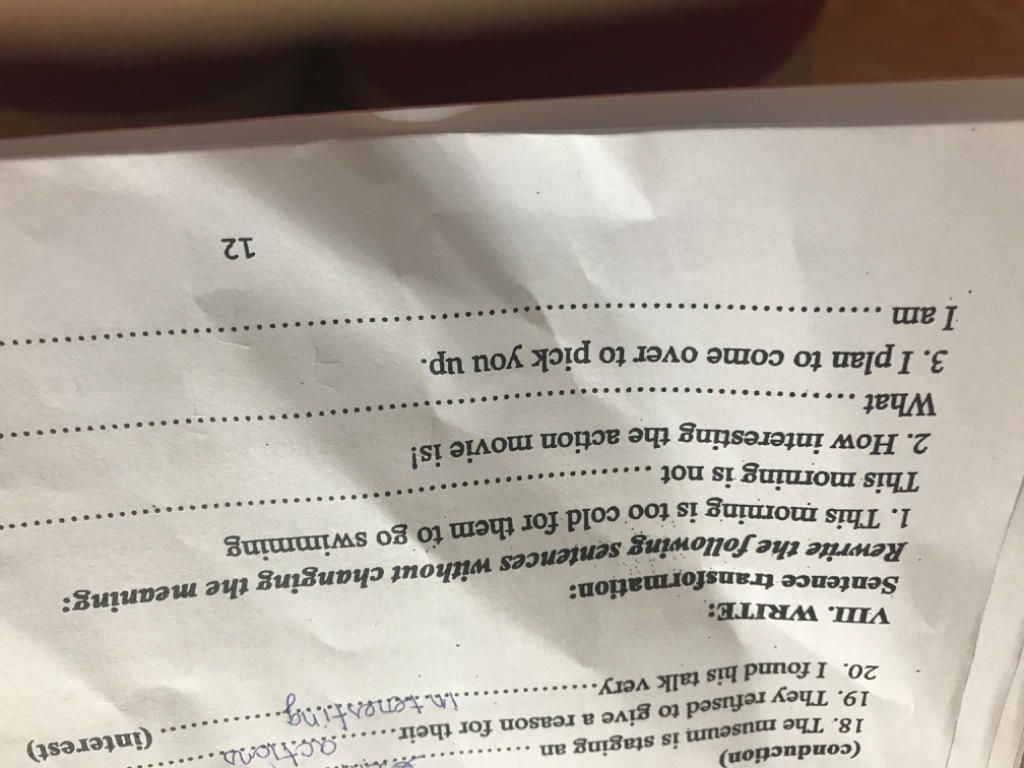 (conduction)
18. The museum is staging an ....................
19. They refused to give a reason for their ............ actions ............
20. I found his talk very ............ interesting ............ (interest)
VIII. WRITE:
Sentence transformation:
Rewrite the following sentences without changing the meaning:
1. This morning is too cold for them to go swimming
This morning is not ........................................
2. How interesting the action movie is!
What ........................................
3. I plan to come over to pick you up.
I am ........................................
12